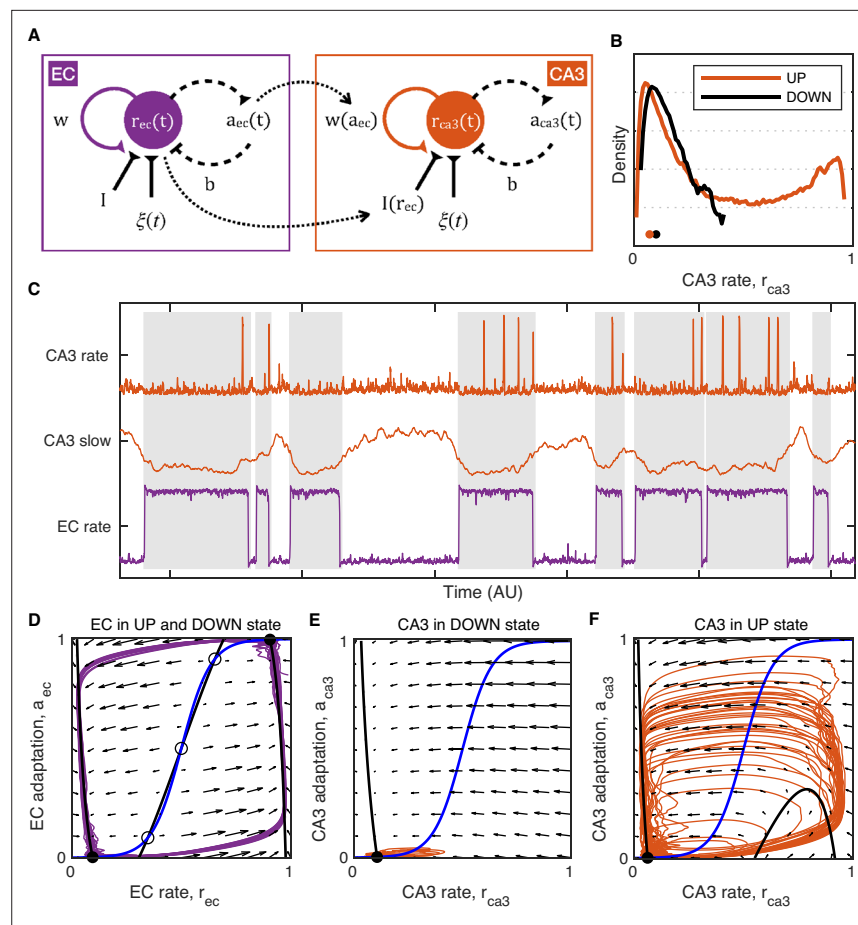 A
EC
w
r_ec(t)
a_ec(t)
b
I
ξ(t)
CA3
w(a_ec)
r_ca3(t)
a_ca3(t)
b
I(r_ec)
ξ(t)
B
UP
DOWN
Density
0
1
CA3 rate, r_ca3
C
CA3 rate
CA3 slow
EC rate
Time (AU)
D
EC in UP and DOWN state
1
EC adaptation, a_ec
0
0
1
EC rate, r_ec
E
CA3 in DOWN state
1
CA3 adaptation, a_ca3
0
0
1
CA3 rate, r_ca3
F
CA3 in UP state
1
CA3 adaptation, a_ca3
0
0
1
CA3 rate, r_ca3